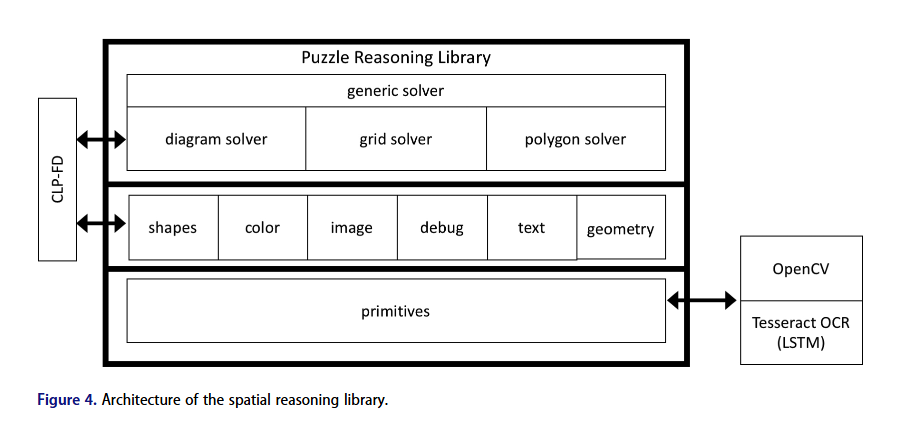 Puzzle Reasoning Library
generic solver
diagram solver
grid solver
polygon solver
CLP-FD
shapes
color
image
debug
text
geometry
primitives
OpenCV
Tesseract OCR
(LSTM)
Figure 4. Architecture of the spatial reasoning library.